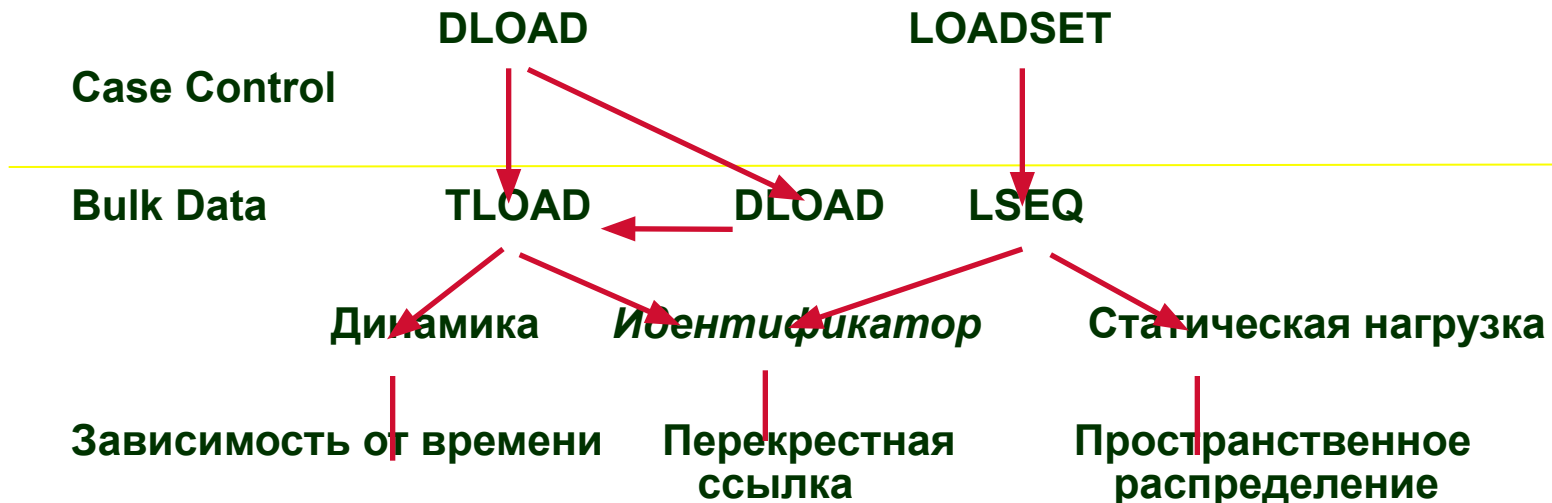 DLOAD LOADSET
Case Control
Bulk Data TLOAD DLOAD LSEQ
Динамика Идентификатор Статическая нагрузка
Зависимость от времени Перекрестная Пространственное
ссылка распределение